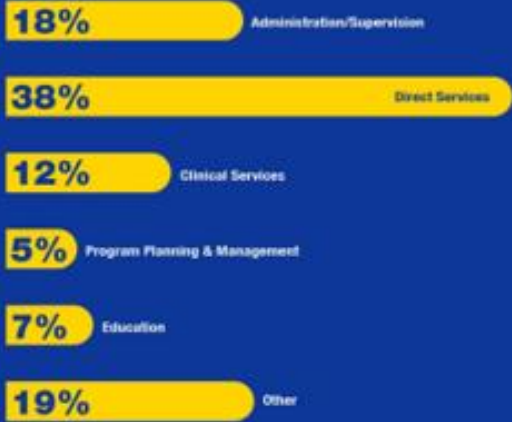 18% Administration/Supervision
38% Direct Services
12% Clinical Services
5% Program Planning & Management
7% Education
19% Other